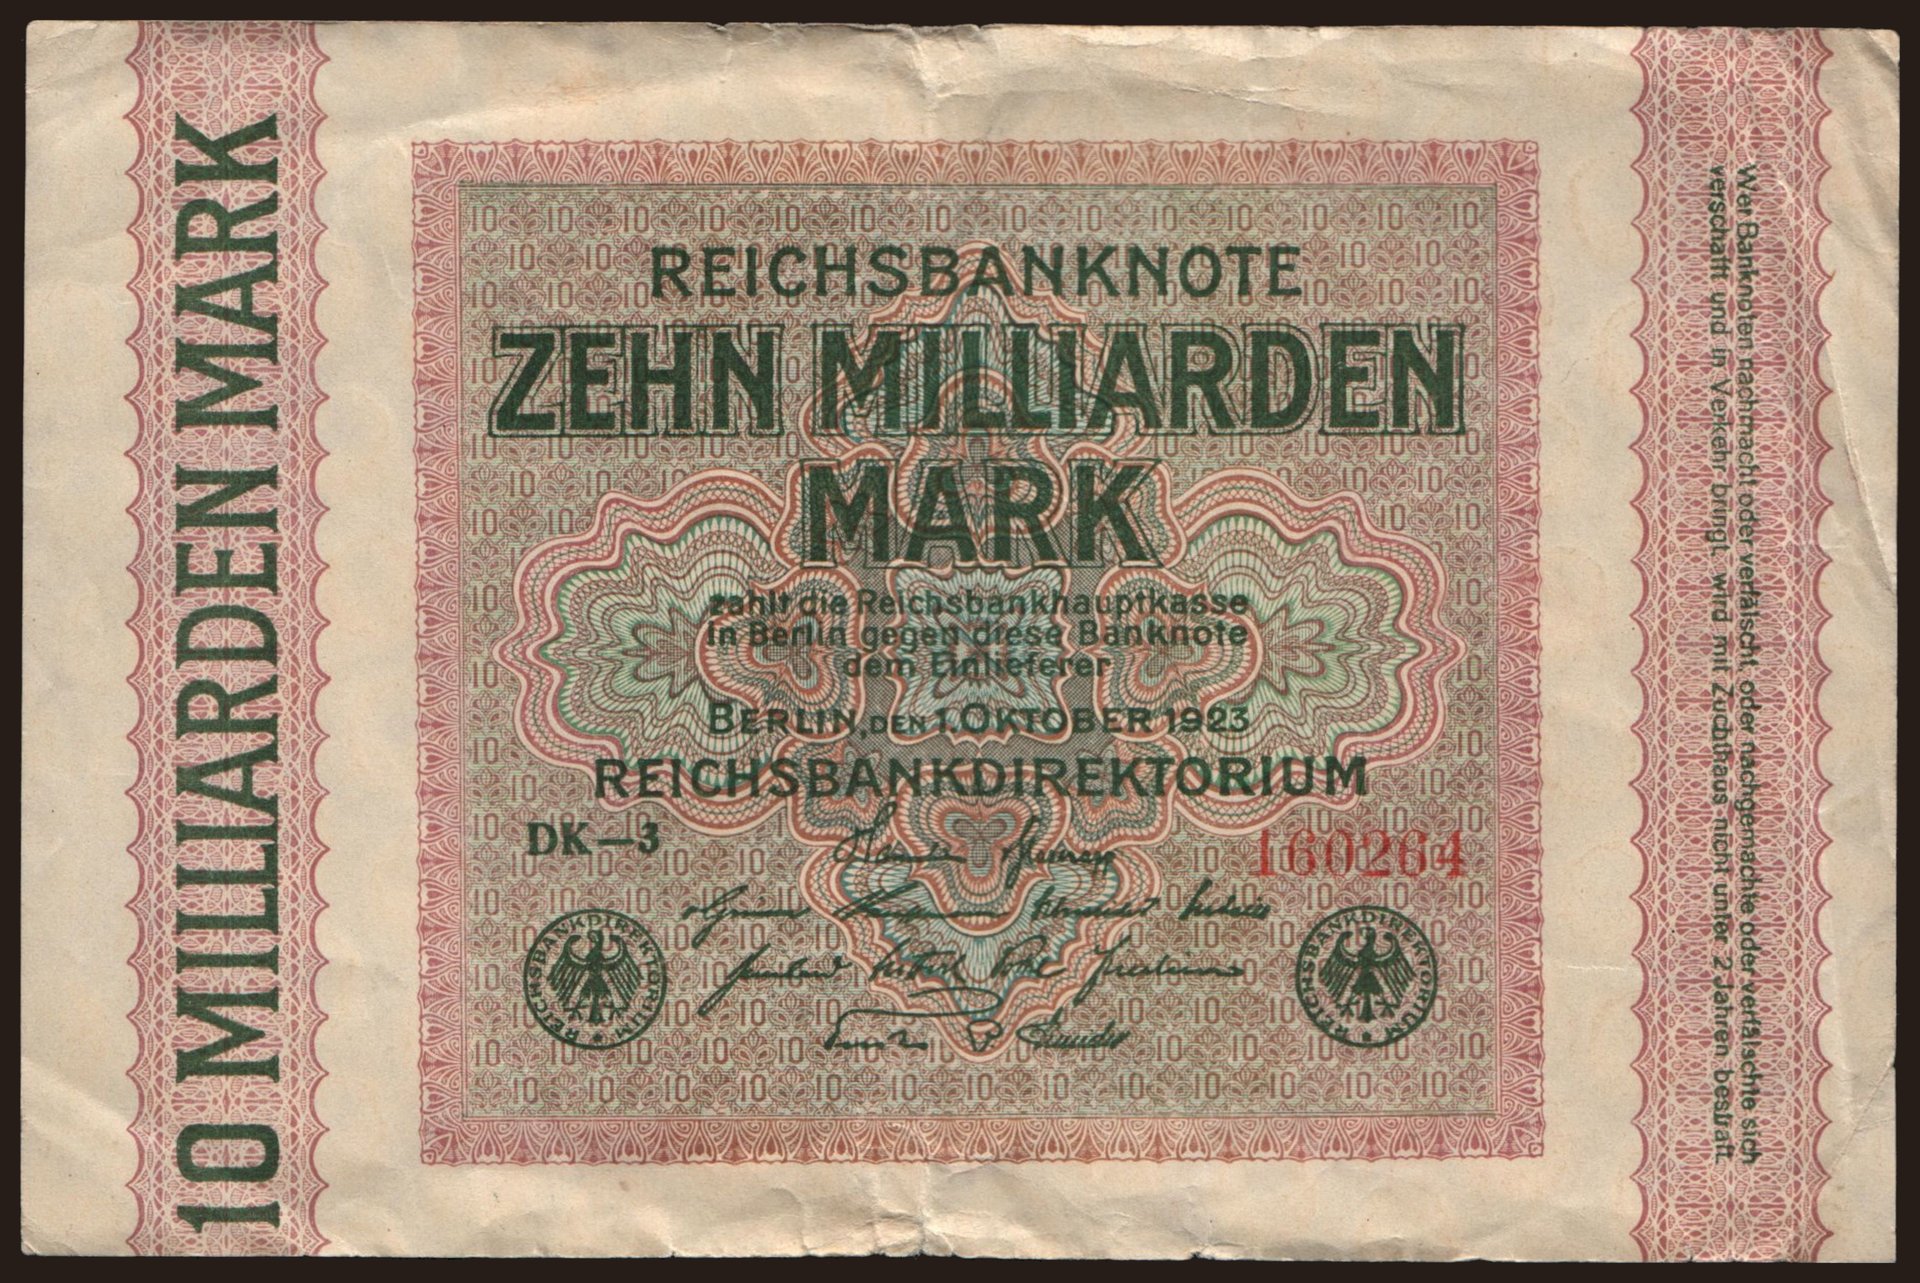 10 MILLIARDEN MARK
REICHSBANKNOTE
ZEHN MILLIARDEN
MARK
zahlt die Reichsbankhauptkasse
in Berlin gegen diese Banknote
dem Einlieferer
BERLIN, DEN 1. OKTOBER 1923
REICHSBANKDIREKTORIUM
DK–3
160264
REICHSBANKDIREKTORIUM
REICHSBANKDIREKTORIUM
Wer Banknoten nachmacht oder verfälscht, oder nachgemachte oder verfälschte sich
verschafft und in Verkehr bringt, wird mit Zuchthaus nicht unter 2 Jahren bestraft.